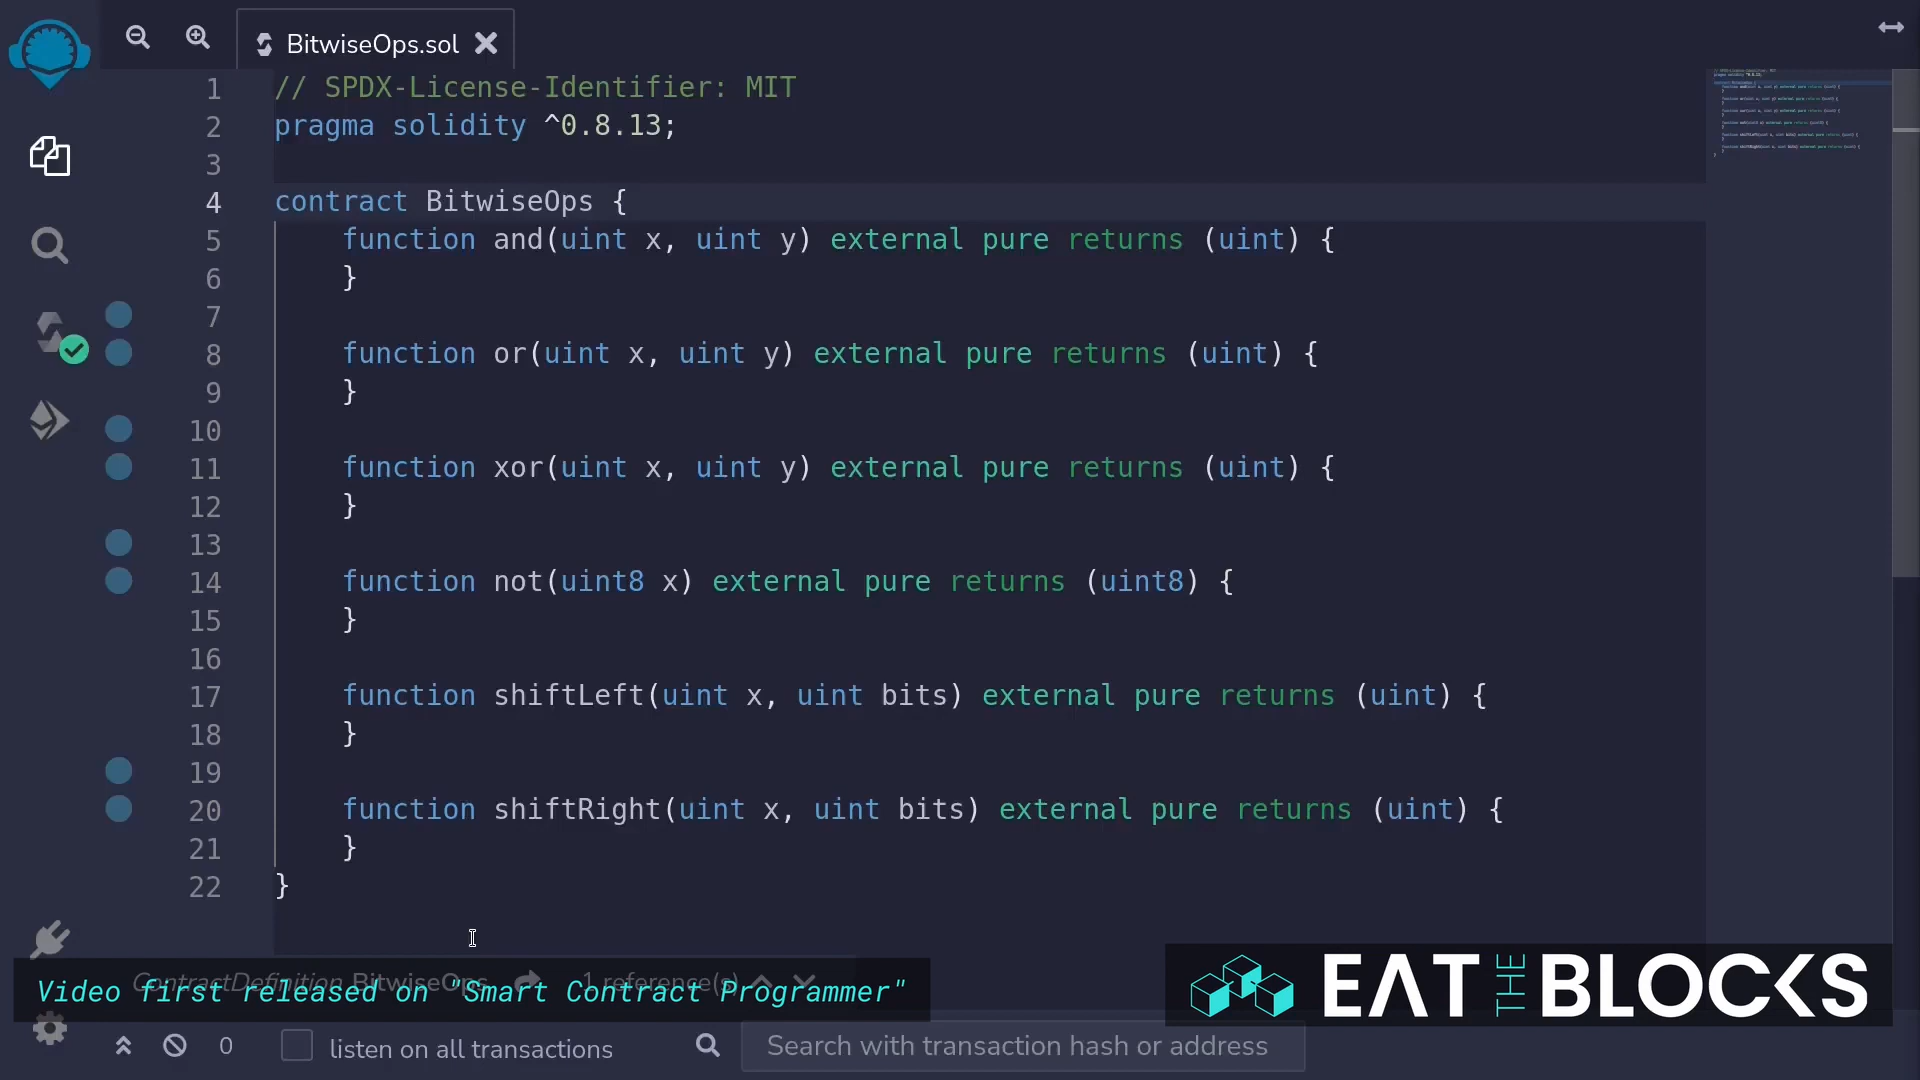 BitwiseOps.sol
1 // SPDX-License-Identifier: MIT
2 pragma solidity ^0.8.13;
3
4 contract BitwiseOps {
5 function and(uint x, uint y) external pure returns (uint) {
6 }
7
8 function or(uint x, uint y) external pure returns (uint) {
9 }
10
11 function xor(uint x, uint y) external pure returns (uint) {
12 }
13
14 function not(uint8 x) external pure returns (uint8) {
15 }
16
17 function shiftLeft(uint x, uint bits) external pure returns (uint) {
18 }
19
20 function shiftRight(uint x, uint bits) external pure returns (uint) {
21 }
22 }
ContractDefinition BitwiseOps 1 reference(s)
Video first released on "Smart Contract Programmer"
EAT THE BLOCKS
0 listen on all transactions Search with transaction hash or address